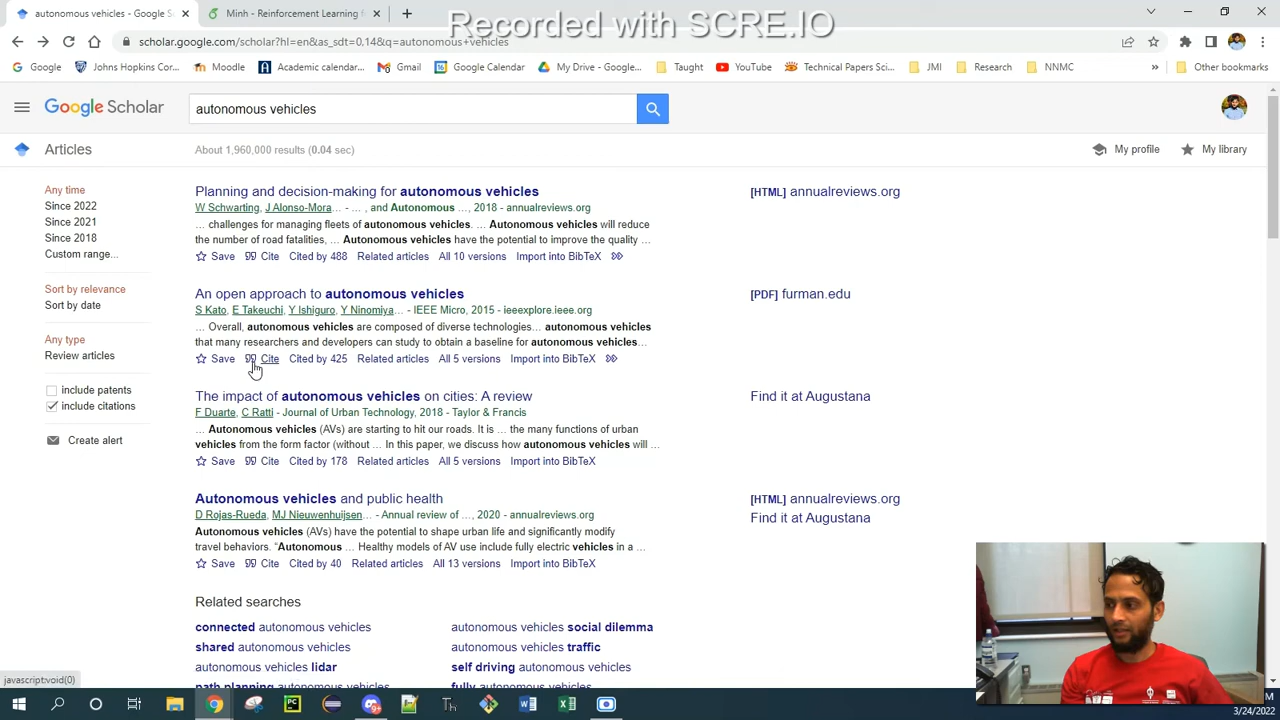 autonomous vehicles - Google Sc
Minh - Reinforcement Learning f
Recorded with SCRE.IO
scholar.google.com/scholar?hl=en&as_sdt=0,14&q=autonomous+vehicles
Google
Johns Hopkins Cor...
Moodle
Academic calendar...
Gmail
Google Calendar
My Drive - Google...
Taught
YouTube
Technical Papers Sci...
JMI
Research
NNMC
»
Other bookmarks
Google Scholar
autonomous vehicles
Articles
About 1,960,000 results (0.04 sec)
My profile
My library
Any time
Since 2022
Since 2021
Since 2018
Custom range...
Sort by relevance
Sort by date
Any type
Review articles
include patents
include citations
Create alert
Planning and decision-making for autonomous vehicles
W Schwarting, J Alonso-Mora… - … , and Autonomous …, 2018 - annualreviews.org
… challenges for managing fleets of autonomous vehicles. … Autonomous vehicles will reduce
the number of road fatalities, … Autonomous vehicles have the potential to improve the quality …
Save Cite Cited by 488 Related articles All 10 versions Import into BibTeX
[HTML] annualreviews.org
An open approach to autonomous vehicles
S Kato, E Takeuchi, Y Ishiguro, Y Ninomiya… - IEEE Micro, 2015 - ieeexplore.ieee.org
… Overall, autonomous vehicles are composed of diverse technologies… autonomous vehicles
that many researchers and developers can study to obtain a baseline for autonomous vehicles…
Save Cite Cited by 425 Related articles All 5 versions Import into BibTeX
[PDF] furman.edu
The impact of autonomous vehicles on cities: A review
F Duarte, C Ratti - Journal of Urban Technology, 2018 - Taylor & Francis
… Autonomous vehicles (AVs) are starting to hit our roads. It is … the many functions of urban
vehicles from the form factor (without … In this paper, we discuss how autonomous vehicles will …
Save Cite Cited by 178 Related articles All 5 versions Import into BibTeX
Find it at Augustana
Autonomous vehicles and public health
D Rojas-Rueda, MJ Nieuwenhuijsen… - Annual review of …, 2020 - annualreviews.org
Autonomous vehicles (AVs) have the potential to shape urban life and significantly modify
travel behaviors. "Autonomous … Healthy models of AV use include fully electric vehicles in a …
Save Cite Cited by 40 Related articles All 13 versions Import into BibTeX
[HTML] annualreviews.org
Find it at Augustana
Related searches
connected autonomous vehicles
autonomous vehicles social dilemma
shared autonomous vehicles
autonomous vehicles traffic
autonomous vehicles lidar
self driving autonomous vehicles
path planning autonomous vehicles
fully autonomous vehicles
javascript:void(0)
3/24/2022